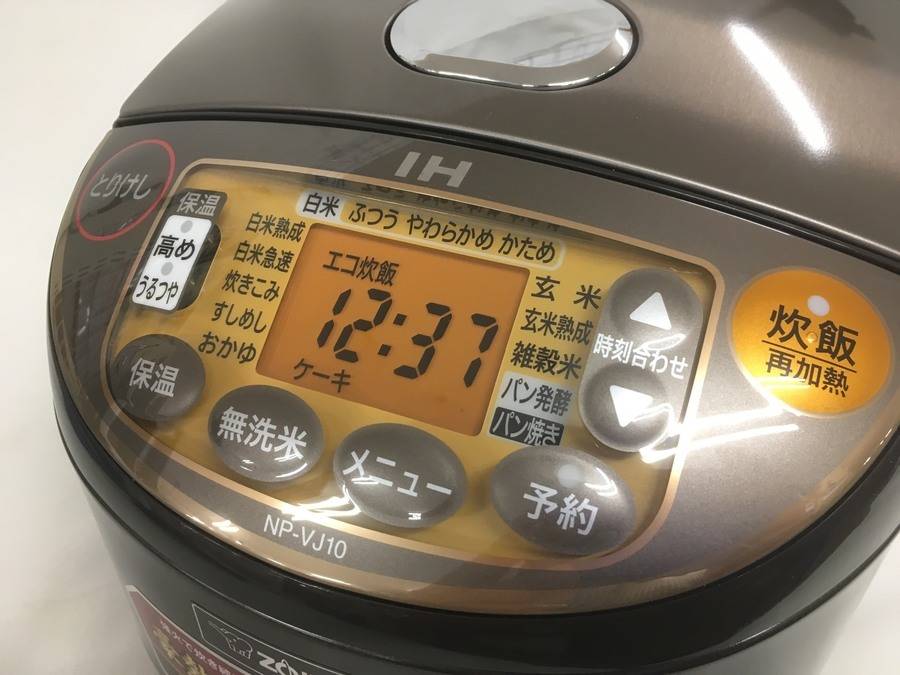 IH
とりけし
保温
高め
うるつや
白米 ふつう やわらかめ かため
白米熟成
白米急速
炊きこみ
すしめし
おかゆ
エコ炊飯
12:37
ケーキ
玄米
玄米熟成
雑穀米
パン発酵
パン焼き
時刻合わせ
炊飯
再加熱
保温
無洗米
メニュー
予約
NP-VJ10